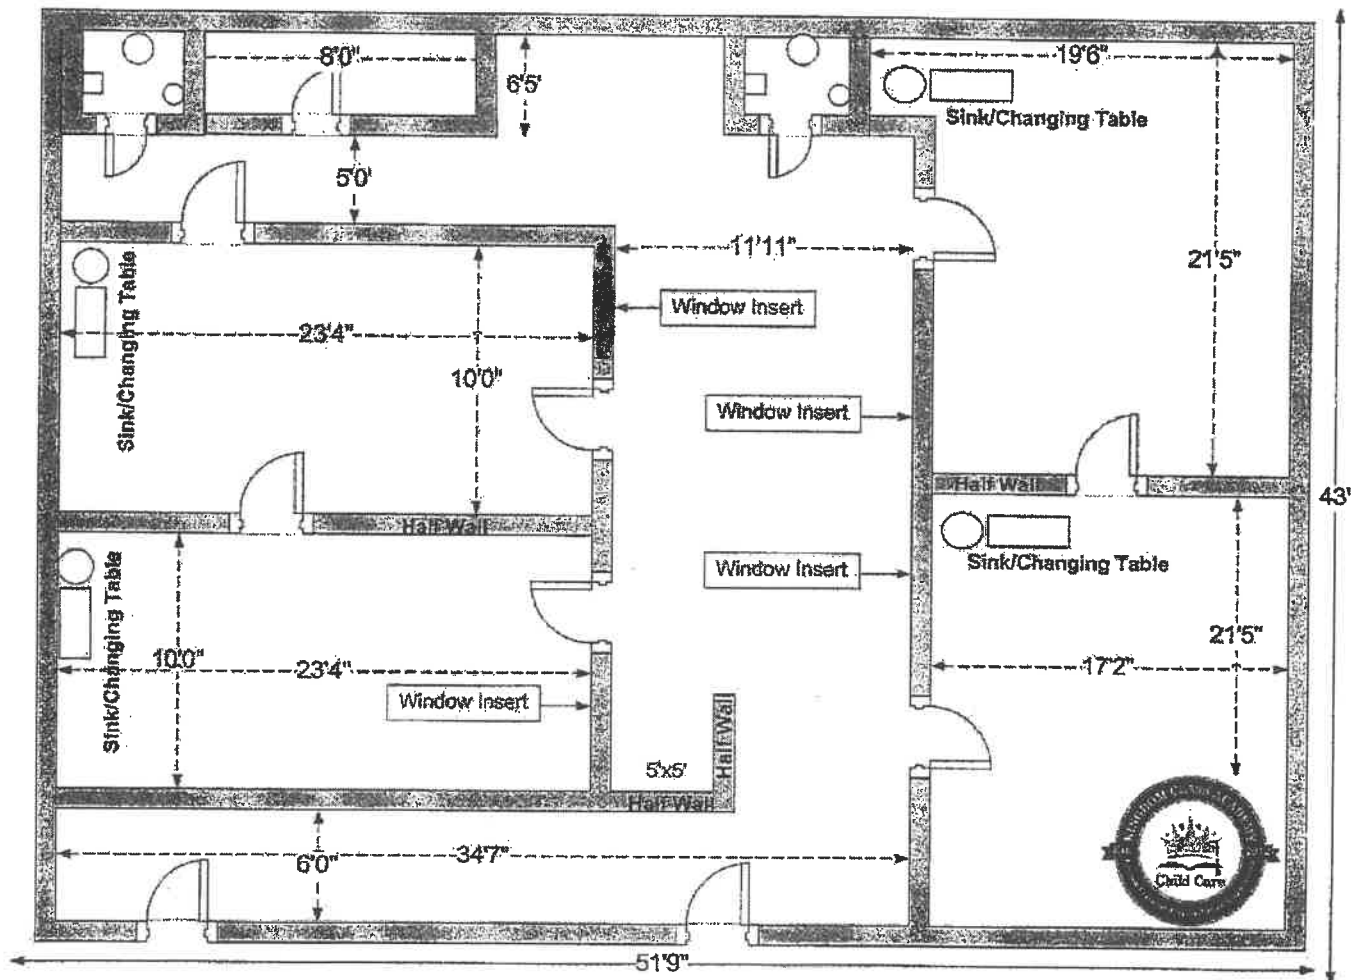 8'0"
6'5'
19'6"
Sink/Changing Table
5'0'
11'11"
21'5"
Window Insert
Sink/Changing Table
23'4"
10'0"
Window Insert
43'
Half Wall
Half Wall
Sink/Changing Table
Window Insert
Sink/Changing Table
10'0"
23'4"
21'5"
17'2"
Window Insert
Half Wall
5'x5'
Half Wall
Child Care
6'0"
34'7"
51'9"